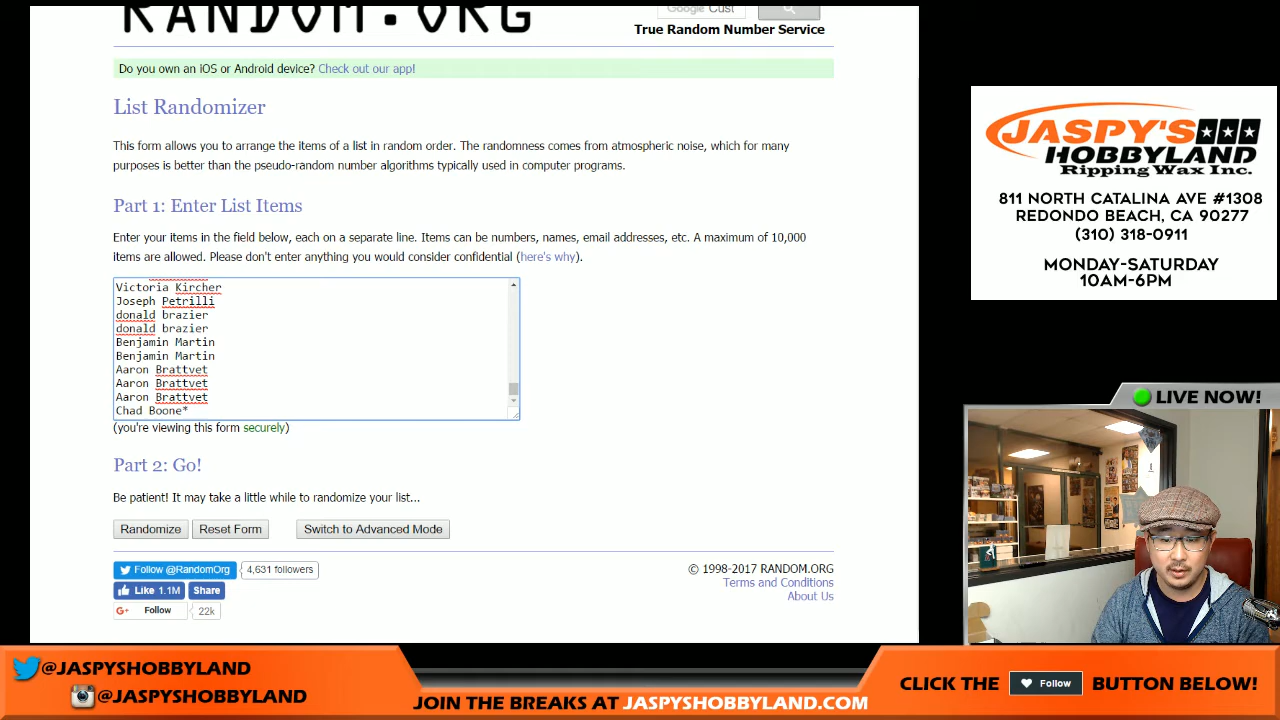 RANDOM.ORG
Google Cust
True Random Number Service
Do you own an iOS or Android device? Check out our app!
List Randomizer
This form allows you to arrange the items of a list in random order. The randomness comes from atmospheric noise, which for many
purposes is better than the pseudo-random number algorithms typically used in computer programs.
Part 1: Enter List Items
Enter your items in the field below, each on a separate line. Items can be numbers, names, email addresses, etc. A maximum of 10,000
items are allowed. Please don't enter anything you would consider confidential (here's why).
Victoria Kircher
Joseph Petrilli
donald brazier
donald brazier
Benjamin Martin
Benjamin Martin
Aaron Brattvet
Aaron Brattvet
Aaron Brattvet
Chad Boone*
(you're viewing this form securely)
Part 2: Go!
Be patient! It may take a little while to randomize your list...
Randomize
Reset Form
Switch to Advanced Mode
Follow @RandomOrg
4,631 followers
Like 1.1M
Share
G+ Follow
22k
© 1998-2017 RANDOM.ORG
Terms and Conditions
About Us
JASPY'S
HOBBYLAND
Ripping Wax Inc.
811 NORTH CATALINA AVE #1308
REDONDO BEACH, CA 90277
(310) 318-0911
MONDAY-SATURDAY
10AM-6PM
LIVE NOW!
@JASPYSHOBBYLAND
@JASPYSHOBBYLAND
JOIN THE BREAKS AT JASPYSHOBBYLAND.COM
CLICK THE
Follow
BUTTON BELOW!